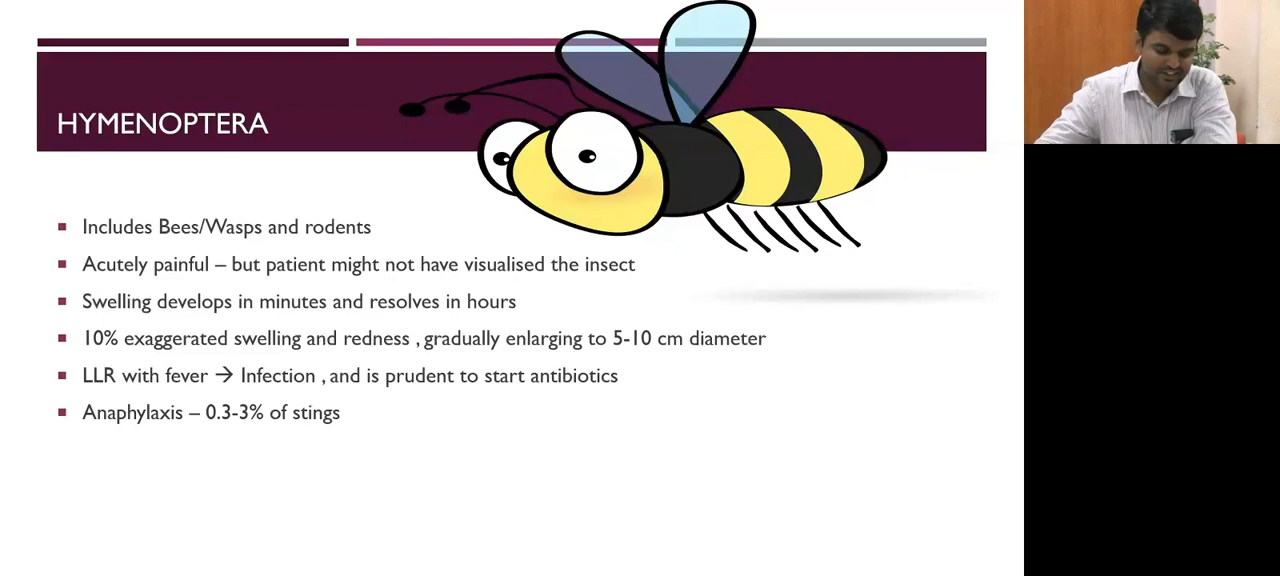 HYMENOPTERA
Includes Bees/Wasps and rodents
Acutely painful – but patient might not have visualised the insect
Swelling develops in minutes and resolves in hours
10% exaggerated swelling and redness , gradually enlarging to 5-10 cm diameter
LLR with fever → Infection , and is prudent to start antibiotics
Anaphylaxis – 0.3-3% of stings